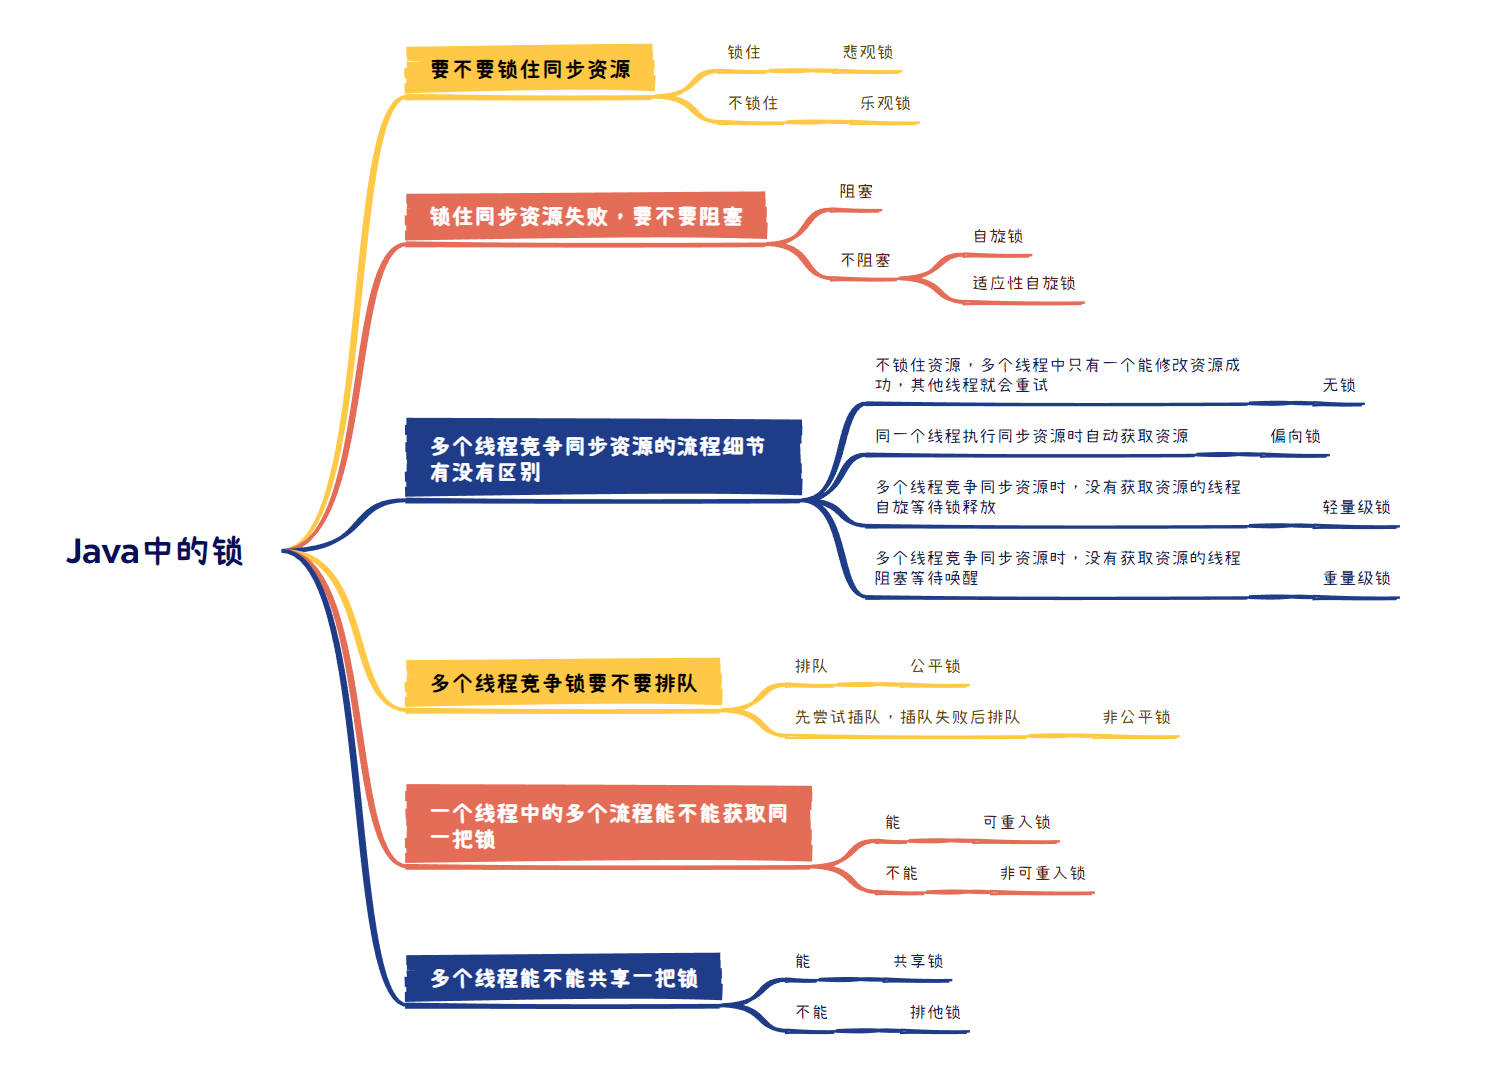 Java中的锁
要不要锁住同步资源
锁住
悲观锁
不锁住
乐观锁
锁住同步资源失败，要不要阻塞
阻塞
不阻塞
自旋锁
适应性自旋锁
多个线程竞争同步资源的流程细节
有没有区别
不锁住资源，多个线程中只有一个能修改资源成
功，其他线程就会重试
无锁
同一个线程执行同步资源时自动获取资源
偏向锁
多个线程竞争同步资源时，没有获取资源的线程
自旋等待锁释放
轻量级锁
多个线程竞争同步资源时，没有获取资源的线程
阻塞等待唤醒
重量级锁
多个线程竞争锁要不要排队
排队
公平锁
先尝试插队，插队失败后排队
非公平锁
一个线程中的多个流程能不能获取同
一把锁
能
可重入锁
不能
非可重入锁
多个线程能不能共享一把锁
能
共享锁
不能
排他锁